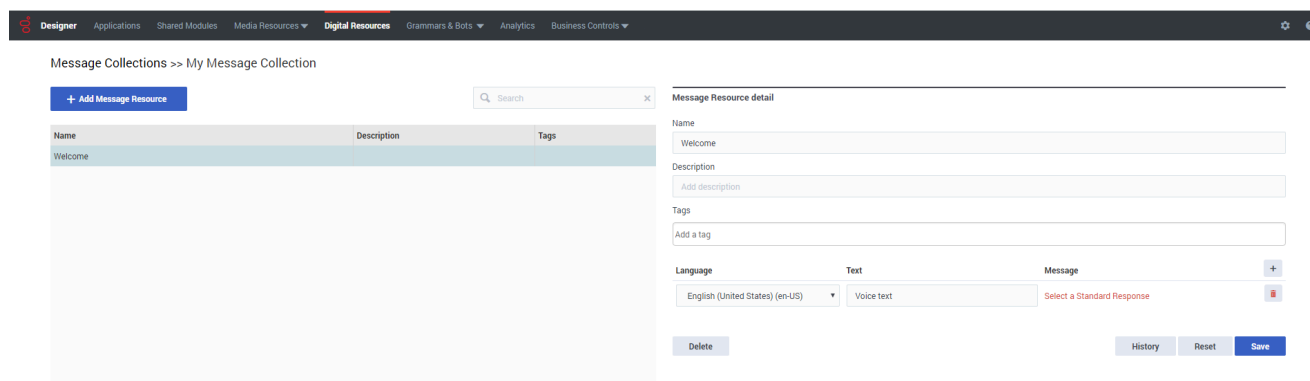 Designer Applications Shared Modules Media Resources Digital Resources Grammars & Bots Analytics Business Controls
Message Collections >> My Message Collection
+ Add Message Resource
Search
Name Description Tags
Welcome
Message Resource detail
Name
Welcome
Description
Add description
Tags
Add a tag
Language Text Message
English (United States) (en-US) Voice text Select a Standard Response
Delete History Reset Save